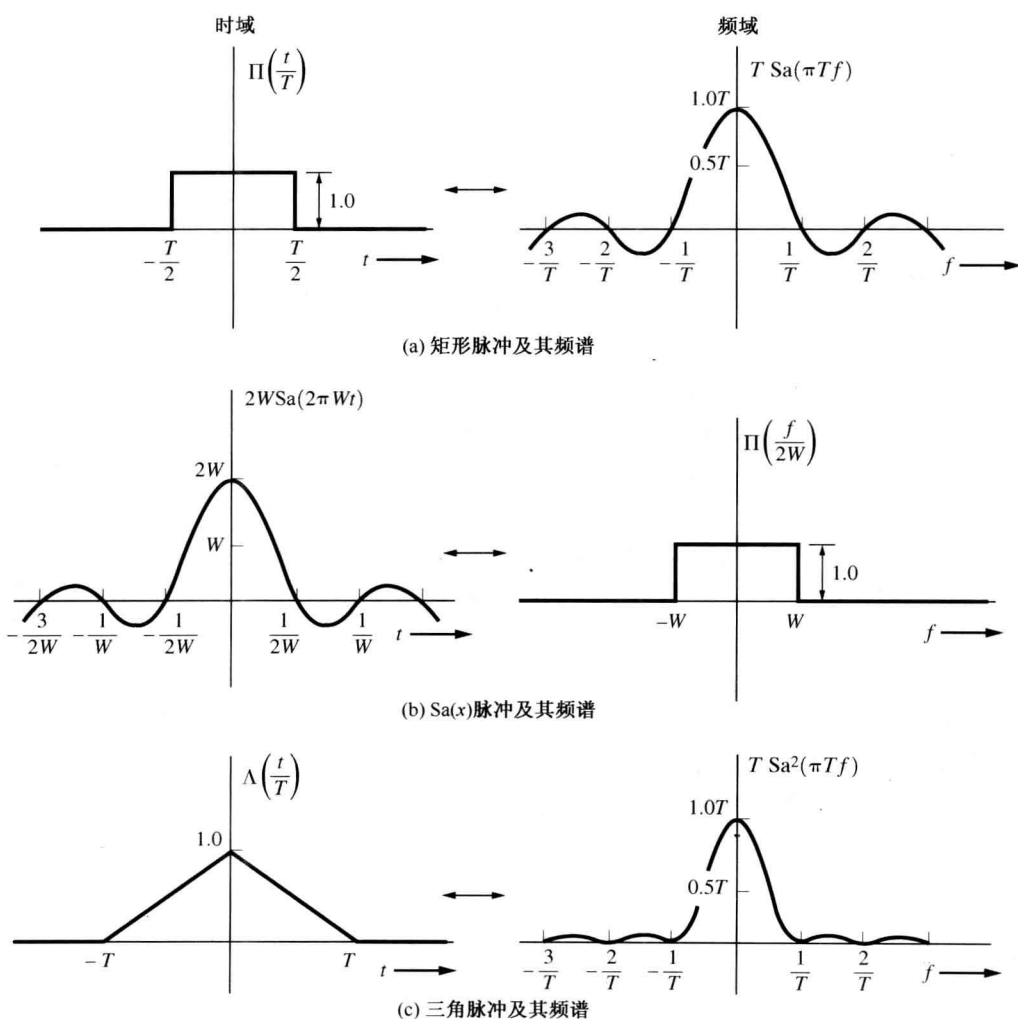 时域
频域
Π(t/T)
T Sa(πTf)
1.0T
0.5T
1.0
-T/2
T/2
t
-3/T
-2/T
-1/T
1/T
2/T
f
(a) 矩形脉冲及其频谱
2WSa(2πWt)
Π(f/2W)
2W
W
1.0
-3/2W
-1/W
-1/2W
1/2W
1/W
t
-W
W
f
(b) Sa(x)脉冲及其频谱
Λ(t/T)
T Sa²(πTf)
1.0
1.0T
0.5T
-T
T
t
-3/T
-2/T
-1/T
1/T
2/T
f
(c) 三角脉冲及其频谱